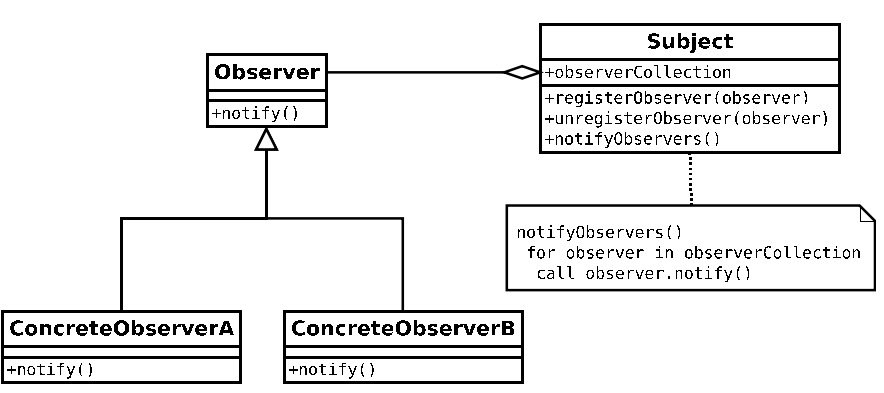 Observer
+notify()
Subject
+observerCollection
+registerObserver(observer)
+unregisterObserver(observer)
+notifyObservers()
notifyObservers()
for observer in observerCollection
call observer.notify()
ConcreteObserverA
+notify()
ConcreteObserverB
+notify()